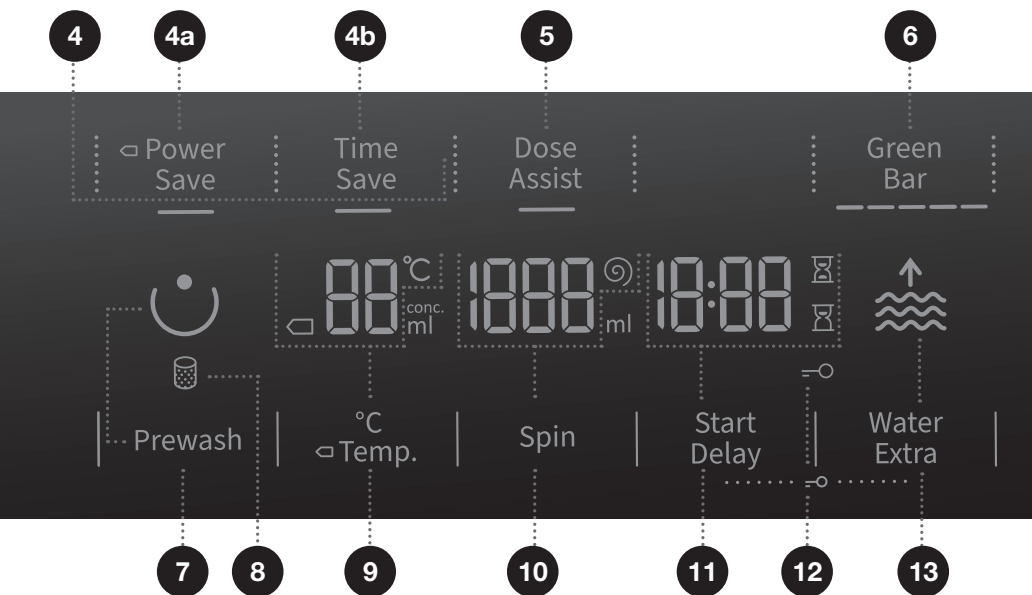 4 4a 4b 5 6
Power Time Dose Green
Save Save Assist Bar
88 °C 1888 18:88
conc.
ml ml
°C Start Water
Prewash Temp. Spin Delay Extra
7 8 9 10 11 12 13